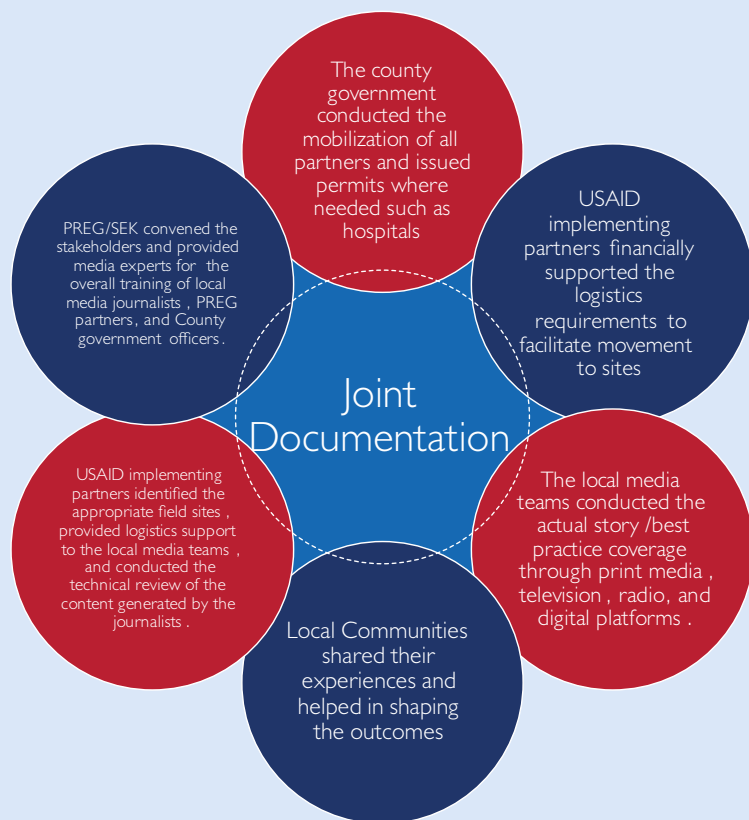 The county
government
conducted the
mobilization of all
partners and issued
permits where
needed such as
hospitals
USAID
implementing
partners financially
supported the
logistics
requirements to
facilitate movement
to sites
The local media
teams conducted the
actual story /best
practice coverage
through print media ,
television , radio, and
digital platforms .
Local Communities
shared their
experiences and
helped in shaping
the outcomes
USAID implementing
partners identified the
appropriate field sites ,
provided logistics support
to the local media teams ,
and conducted the
technical review of the
content generated by the
journalists .
PREG/SEK convened the
stakeholders and provided
media experts for the
overall training of local
media journalists , PREG
partners, and County
government officers.
Joint
Documentation